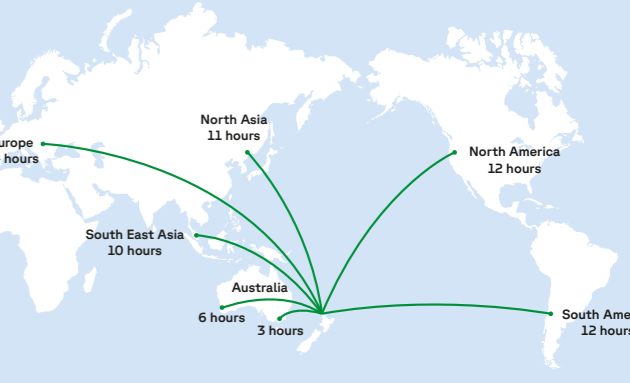 North Asia
11 hours
North America
12 hours
urope
hours
South East Asia
10 hours
Australia
6 hours
3 hours
South Ame
12 hours